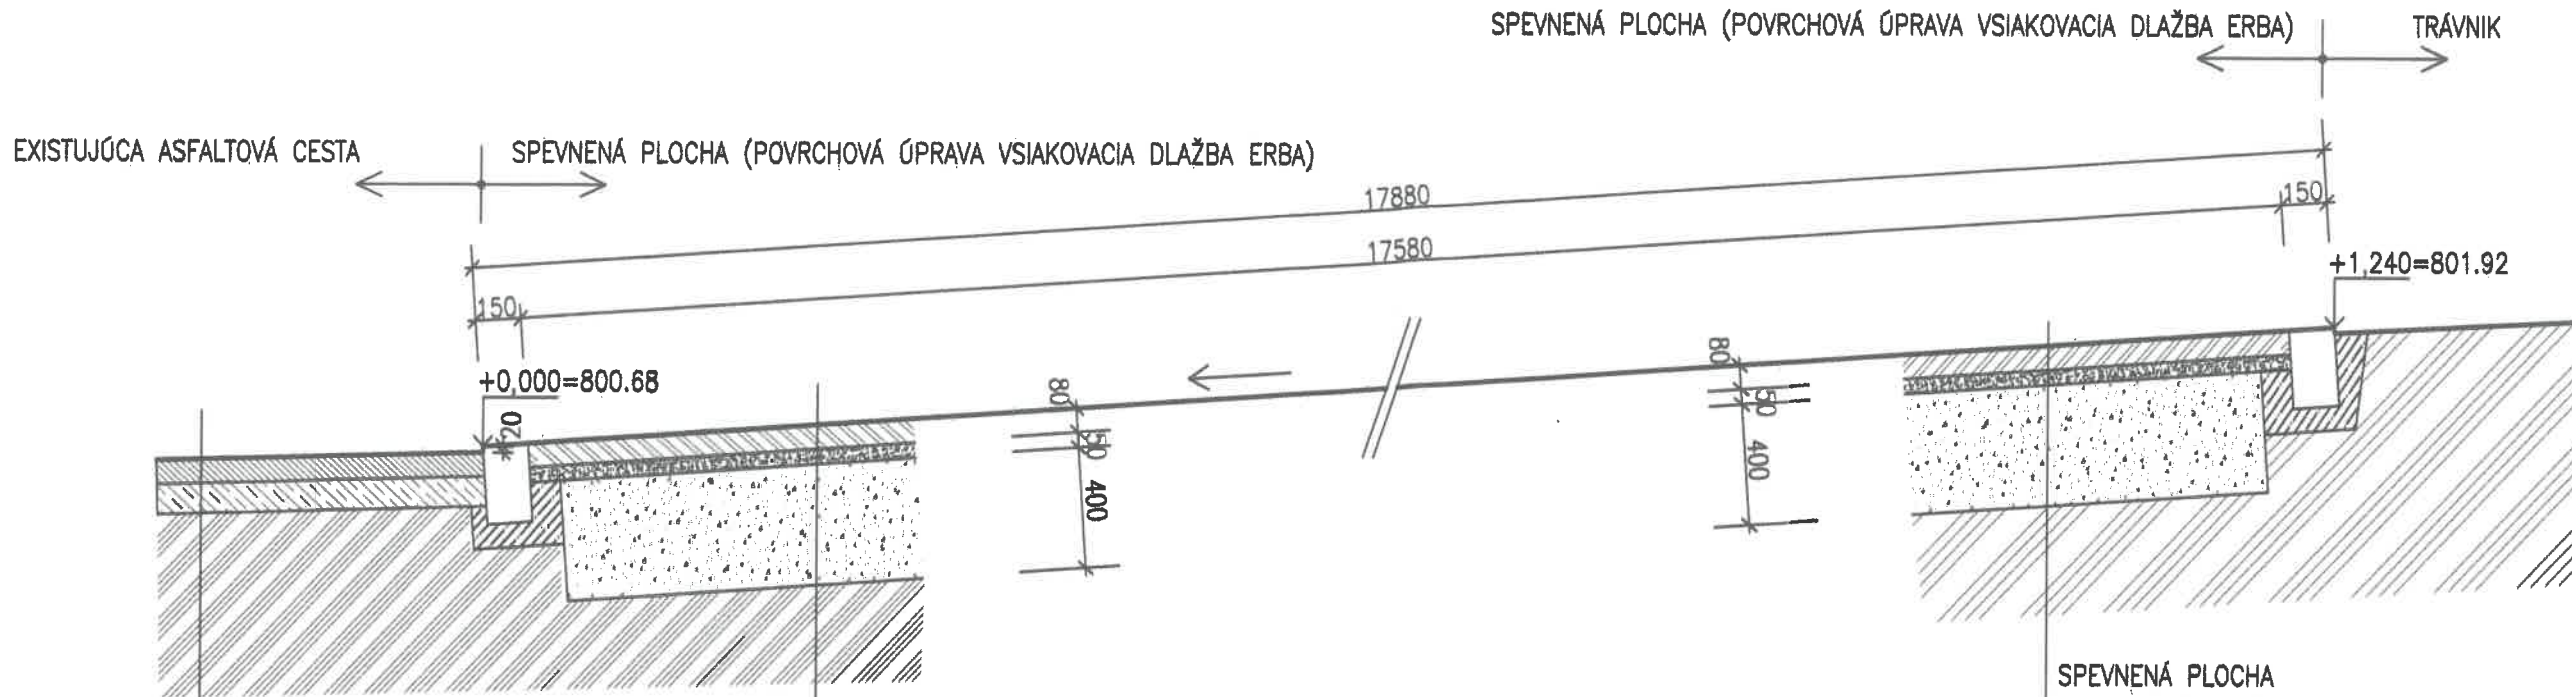 SPEVNENÁ PLOCHA (POVRCHOVÁ ÚPRAVA VSIAKOVACIA DLAŽBA ERBA)
TRÁVNIK
EXISTUJÚCA ASFALTOVÁ CESTA
SPEVNENÁ PLOCHA (POVRCHOVÁ ÚPRAVA VSIAKOVACIA DLAŽBA ERBA)
17880
150
17580
+1,240=801.92
150
+0,000=800.68
20
80
50
400
80
50
400
SPEVNENÁ PLOCHA